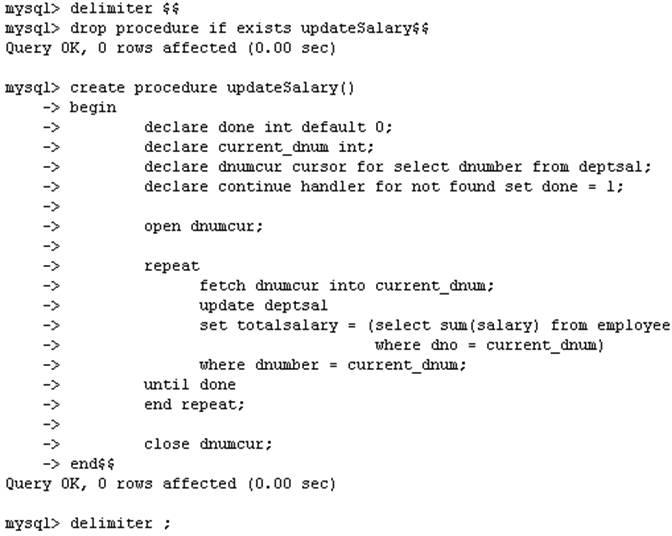 mysql> delimiter $$
mysql> drop procedure if exists updateSalary$$
Query OK, 0 rows affected (0.00 sec)
mysql> create procedure updateSalary()
-> begin
-> declare done int default 0;
-> declare current_dnum int;
-> declare dnumcur cursor for select dnumber from deptsal;
-> declare continue handler for not found set done = 1;
->
-> open dnumcur;
->
-> repeat
-> fetch dnumcur into current_dnum;
-> update deptsal
-> set totalsalary = (select sum(salary) from employee
-> where dno = current_dnum)
-> where dnumber = current_dnum;
-> until done
-> end repeat;
->
-> close dnumcur;
-> end$$
Query OK, 0 rows affected (0.00 sec)
mysql> delimiter ;